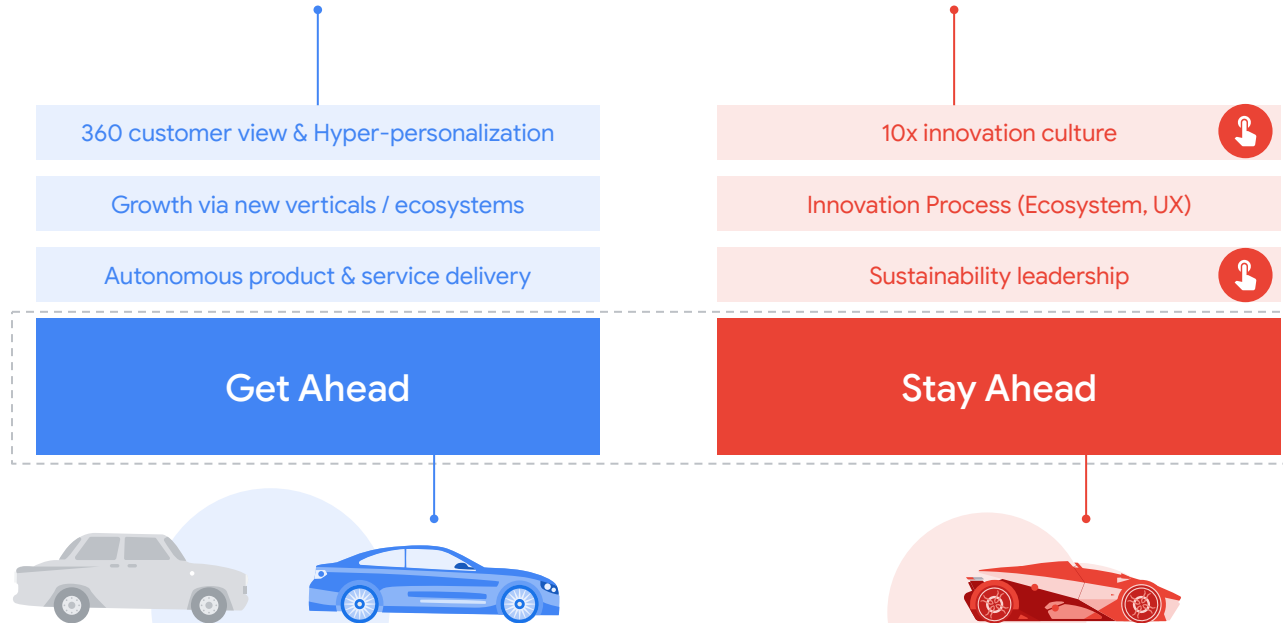 360 customer view & Hyper-personalization
Growth via new verticals / ecosystems
Autonomous product & service delivery
Get Ahead
10x innovation culture
Innovation Process (Ecosystem, UX)
Sustainability leadership
Stay Ahead